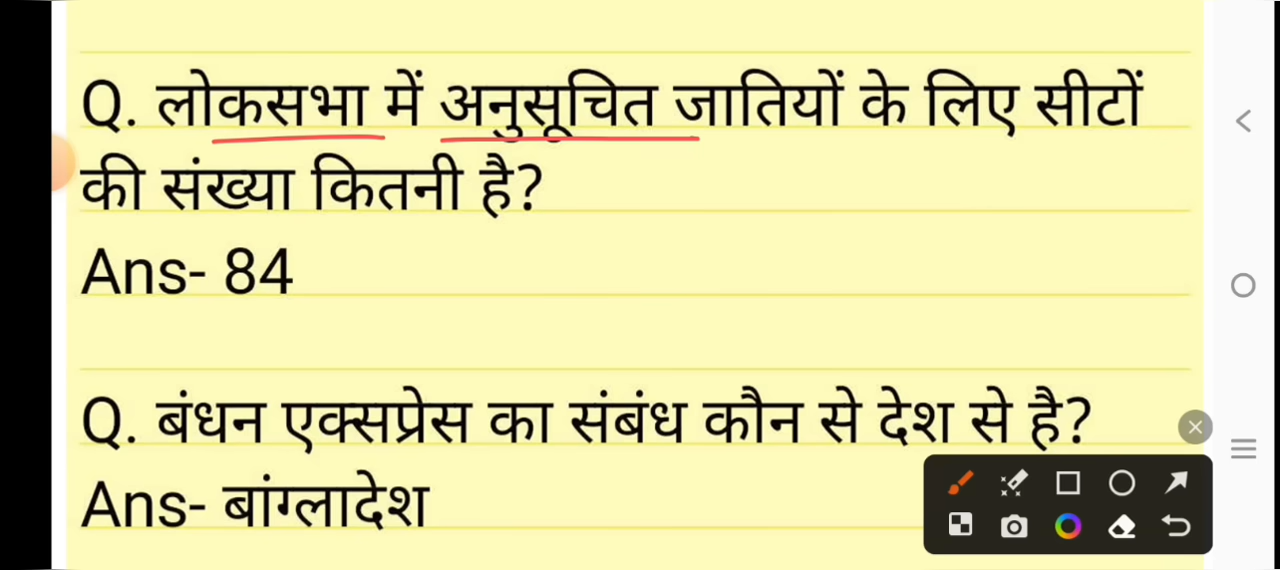 Q. लोकसभा में अनुसूचित जातियों के लिए सीटों
की संख्या कितनी है?
Ans- 84
Q. बंधन एक्सप्रेस का संबंध कौन से देश से है?
Ans- बांग्लादेश